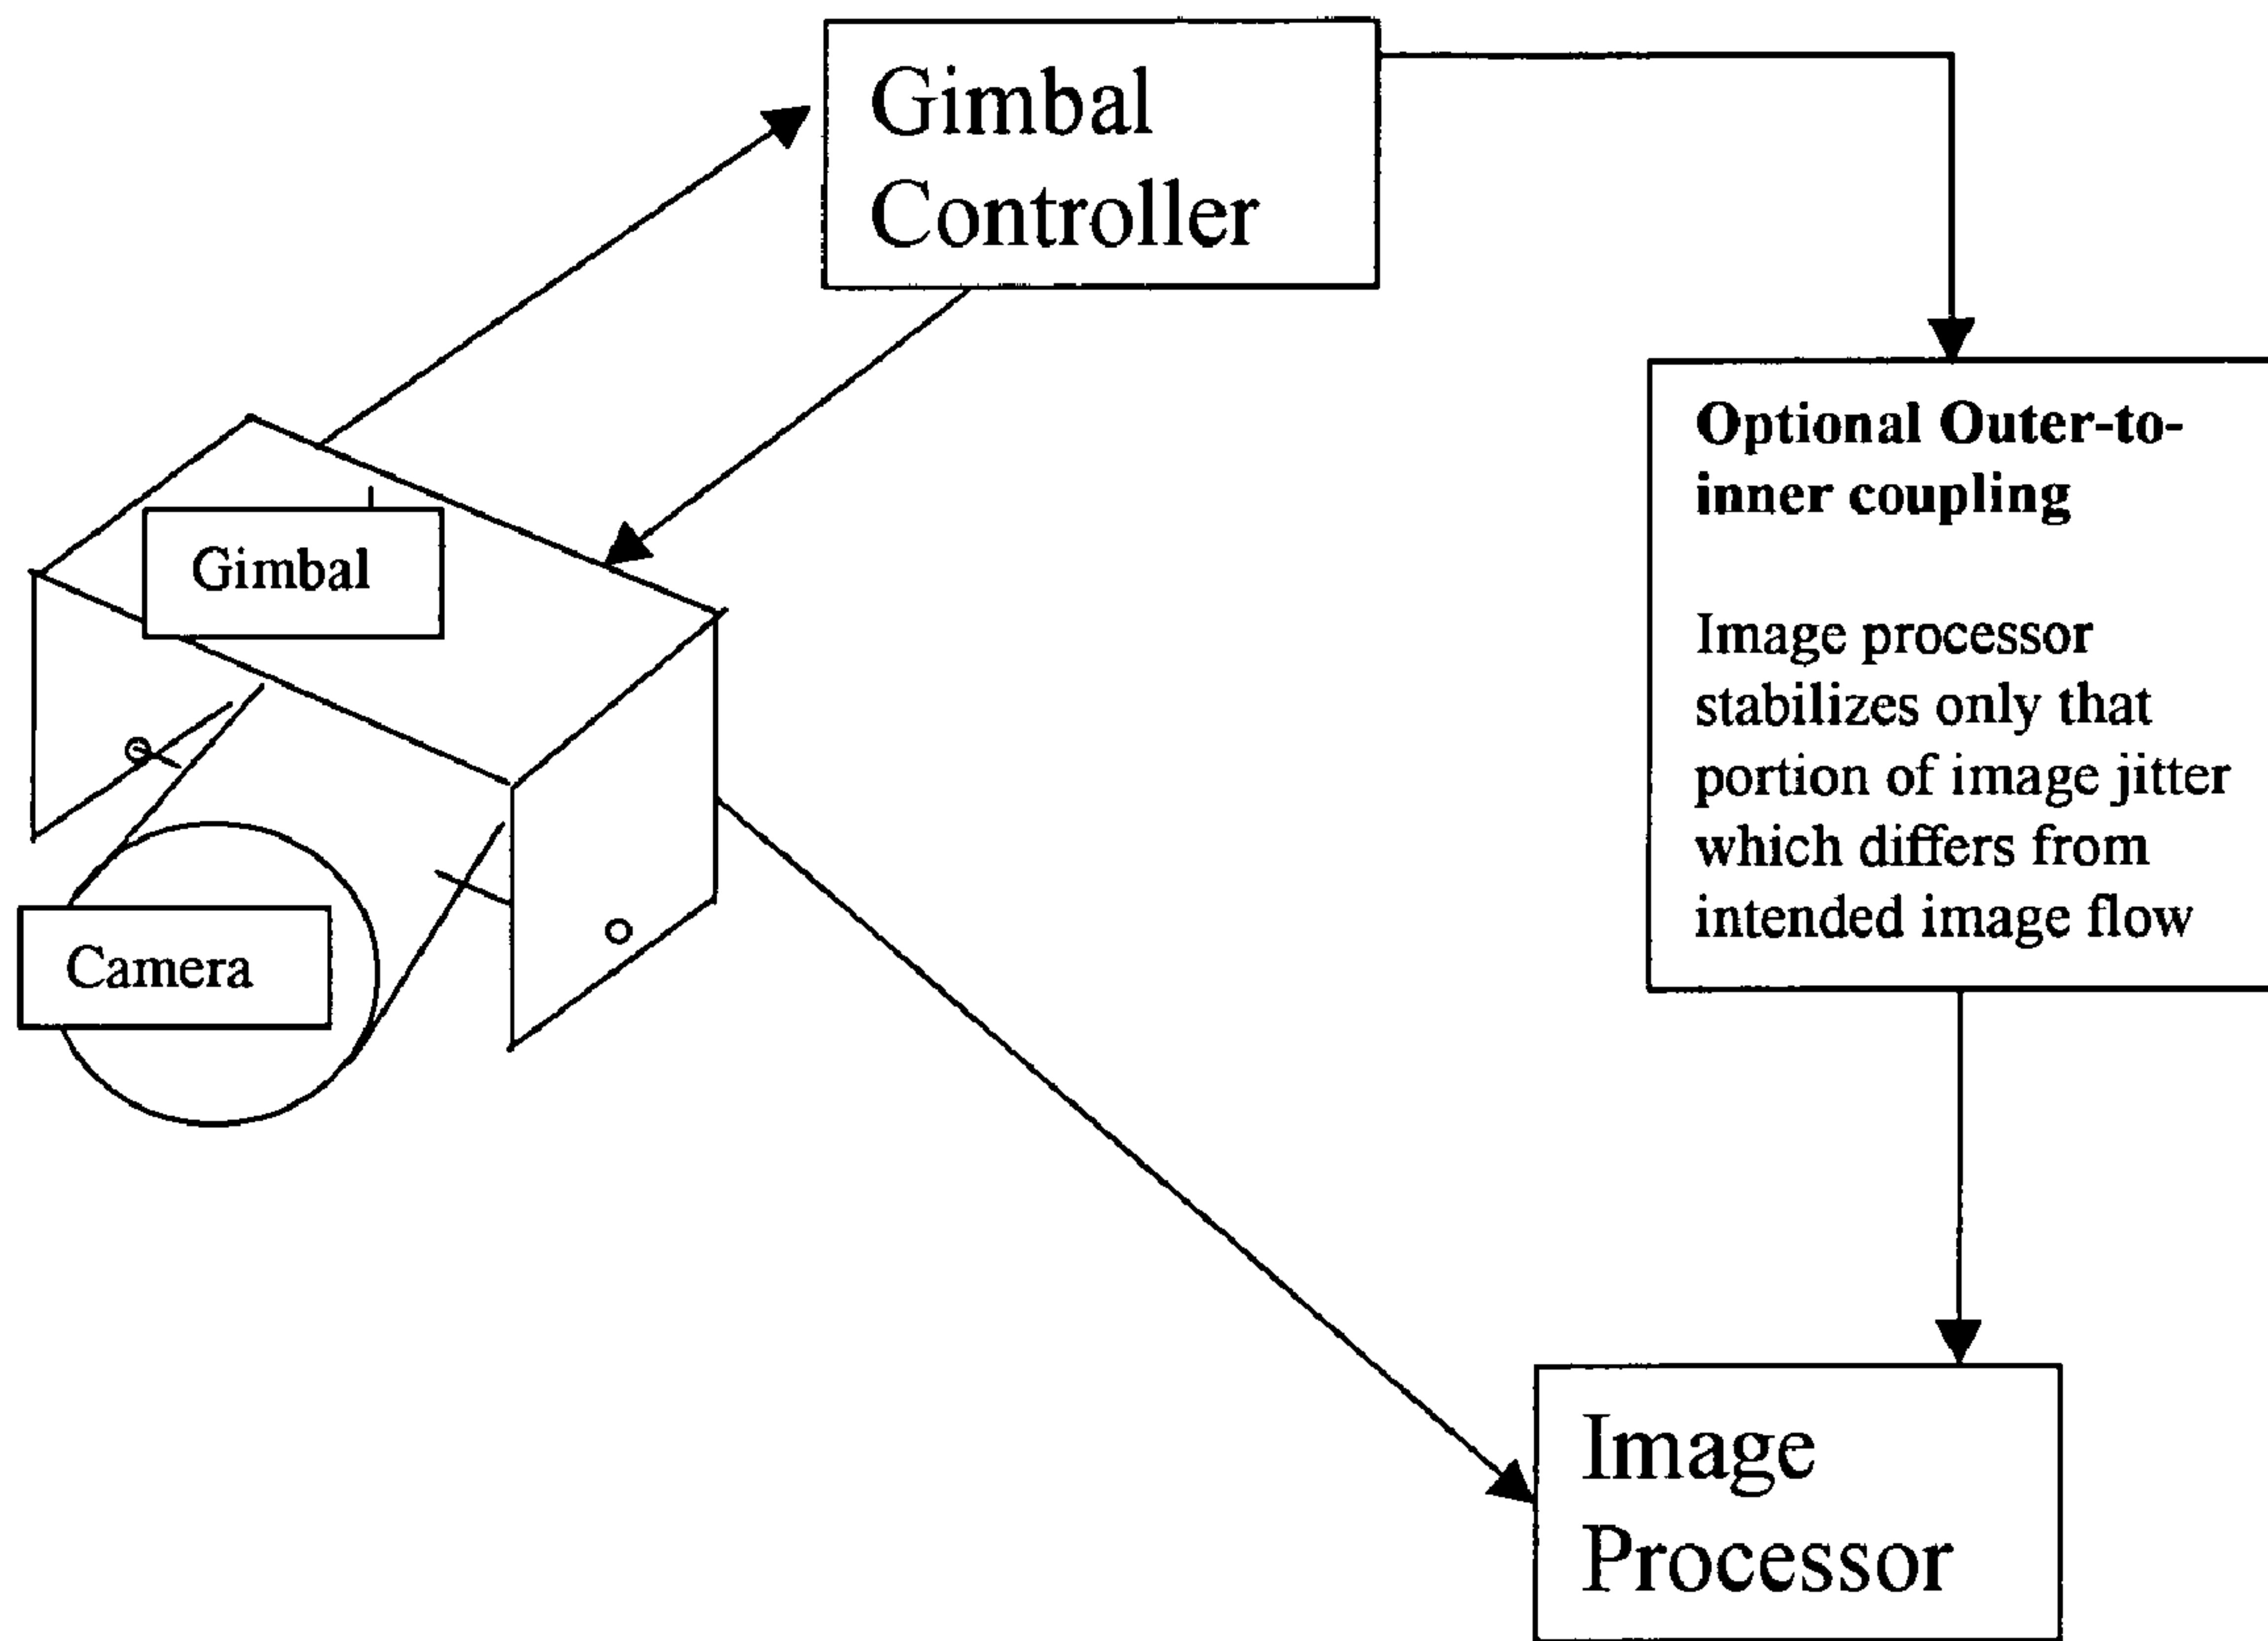 Gimbal
Controller
Optional Outer-to-
inner coupling
Image processor
stabilizes only that
portion of image jitter
which differs from
intended image flow
Gimbal
Camera
Image
Processor